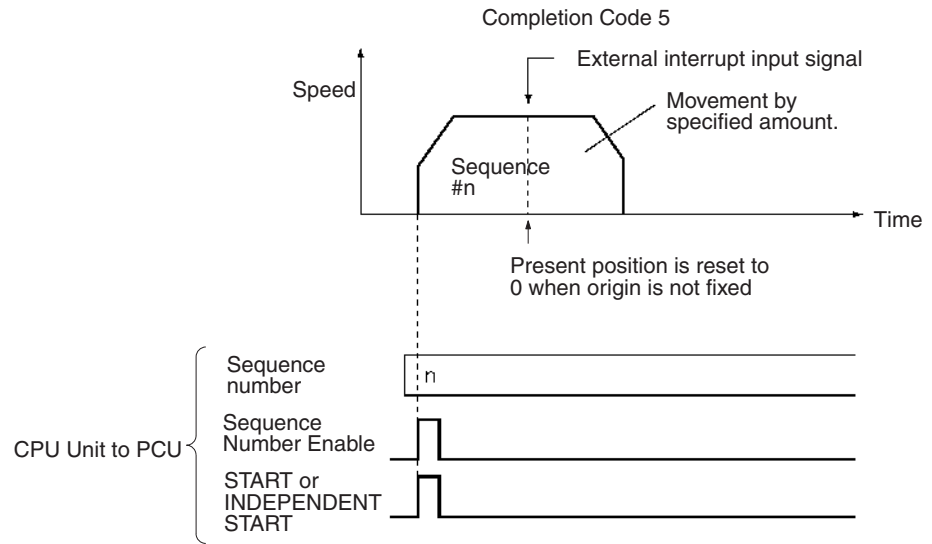 Completion Code 5
External interrupt input signal
Speed
Movement by
specified amount.
Sequence
#n
Time
Present position is reset to
0 when origin is not fixed
Sequence
number
n
Sequence
Number Enable
CPU Unit to PCU
START or
INDEPENDENT
START